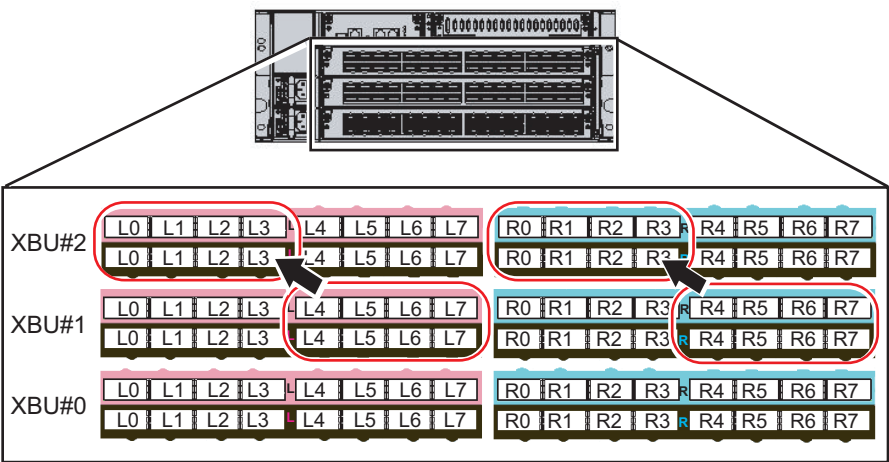 XBU#2
L0 L1 L2 L3 L L4 L5 L6 L7 R0 R1 R2 R3 R R4 R5 R6 R7
L0 L1 L2 L3 L4 L5 L6 L7 R0 R1 R2 R3 R4 R5 R6 R7
XBU#1
L0 L1 L2 L3 L L4 L5 L6 L7 R0 R1 R2 R3 R R4 R5 R6 R7
L0 L1 L2 L3 L L4 L5 L6 L7 R0 R1 R2 R3 R R4 R5 R6 R7
XBU#0
L0 L1 L2 L3 L L4 L5 L6 L7 R0 R1 R2 R3 R R4 R5 R6 R7
L0 L1 L2 L3 L L4 L5 L6 L7 R0 R1 R2 R3 R R4 R5 R6 R7